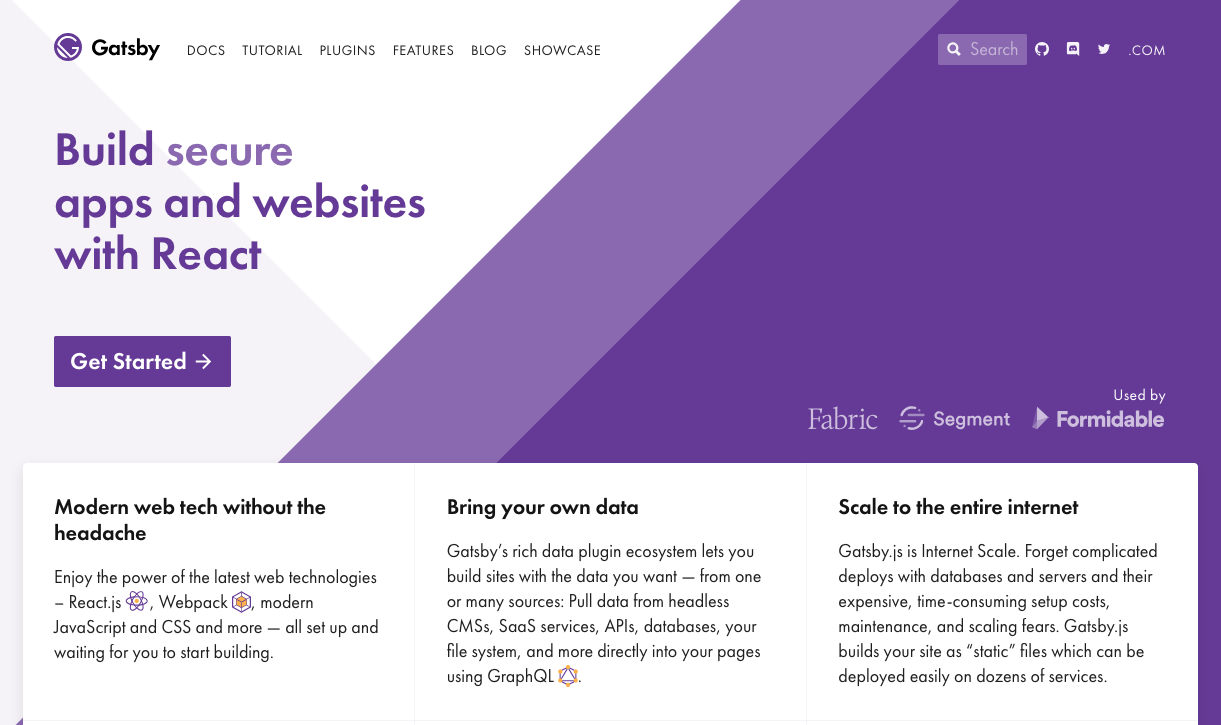 Gatsby DOCS TUTORIAL PLUGINS FEATURES BLOG SHOWCASE Search .COM
Build secure
apps and websites
with React
Get Started →
Used by
Fabric Segment Formidable
Modern web tech without the
headache
Enjoy the power of the latest web technologies
– React.js , Webpack , modern
JavaScript and CSS and more — all set up and
waiting for you to start building.
Bring your own data
Gatsby’s rich data plugin ecosystem lets you
build sites with the data you want — from one
or many sources: Pull data from headless
CMSs, SaaS services, APIs, databases, your
file system, and more directly into your pages
using GraphQL .
Scale to the entire internet
Gatsby.js is Internet Scale. Forget complicated
deploys with databases and servers and their
expensive, time-consuming setup costs,
maintenance, and scaling fears. Gatsby.js
builds your site as “static” files which can be
deployed easily on dozens of services.